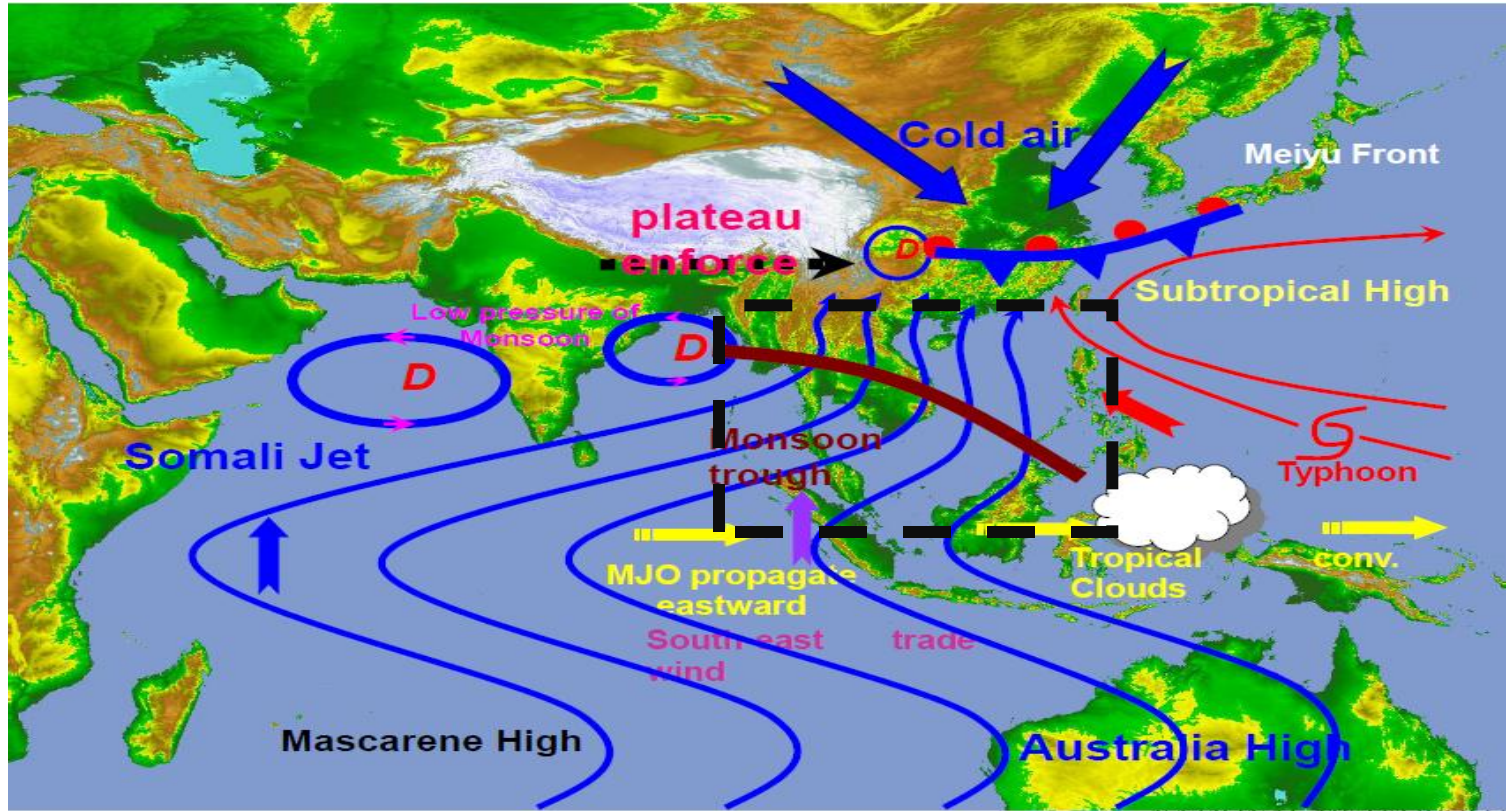 Cold air
Meiyu Front
plateau
enforce
D
Subtropical High
Low pressure of
Monsoon
D
D
Somali Jet
Monsoon
trough
Typhoon
MJO propagate
eastward
Tropical
Clouds
conv.
South east trade
wind
Mascarene High
Australia High